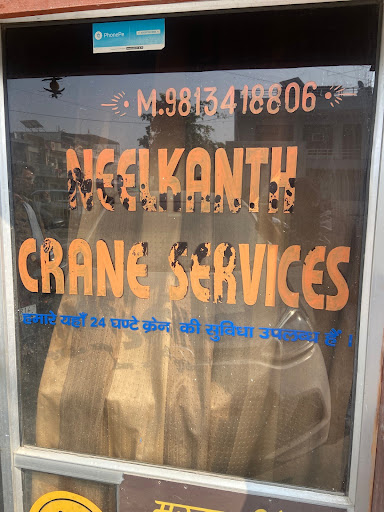 PhonePe
M.9813418806
NEELKANTH
CRANE SERVICES
हमारे यहाँ 24 घण्टे क्रेन की सुविधा उपलब्ध हैं ।